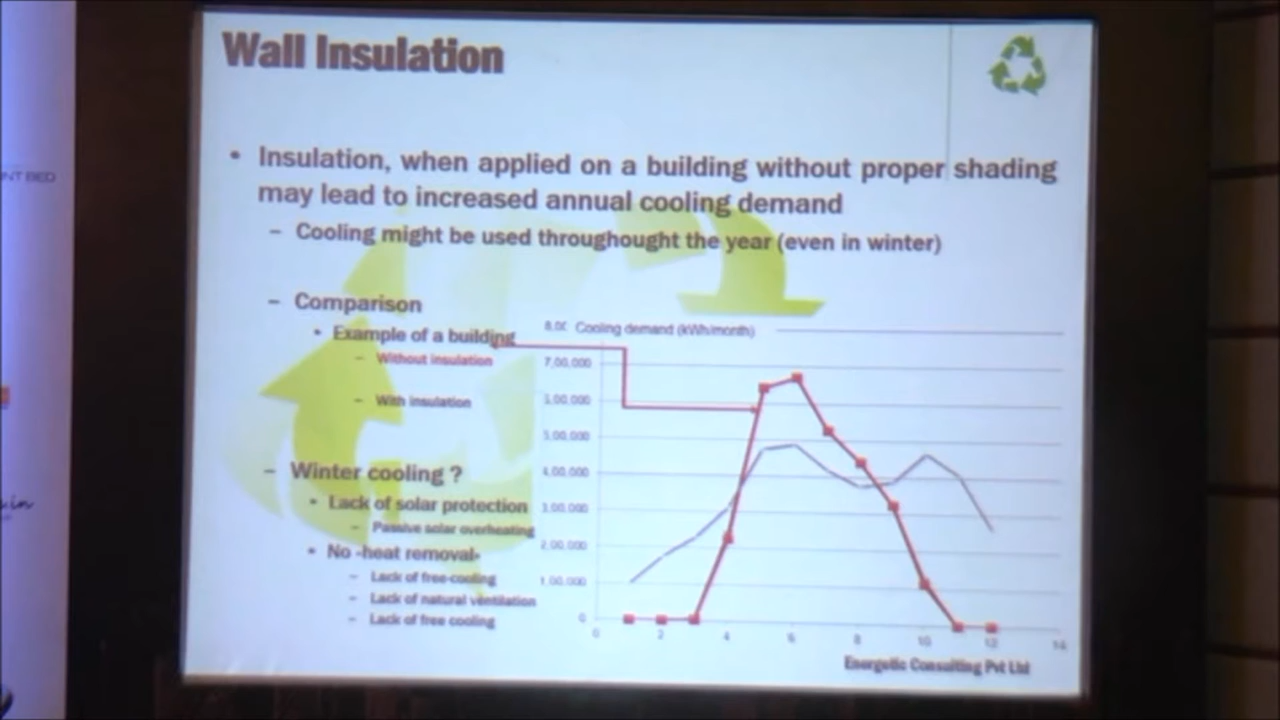 Wall Insulation
NT BED
• Insulation, when applied on a building without proper shading
may lead to increased annual cooling demand
– Cooling might be used throughought the year (even in winter)
– Comparison
• Example of a building
– Without insulation
– With insulation
– Winter cooling ?
• Lack of solar protection
– Passive solar overheating
• No -heat removal-
– Lack of free-cooling
– Lack of natural ventilation
– Lack of free cooling
8,00 Cooling demand (kWh/month)
7,00,000
5,00,000
4,00,000
3,00,000
2,00,000
1,00,000
0
0 2 4 6 8 10 12 14
Energetic Consulting Pvt Ltd